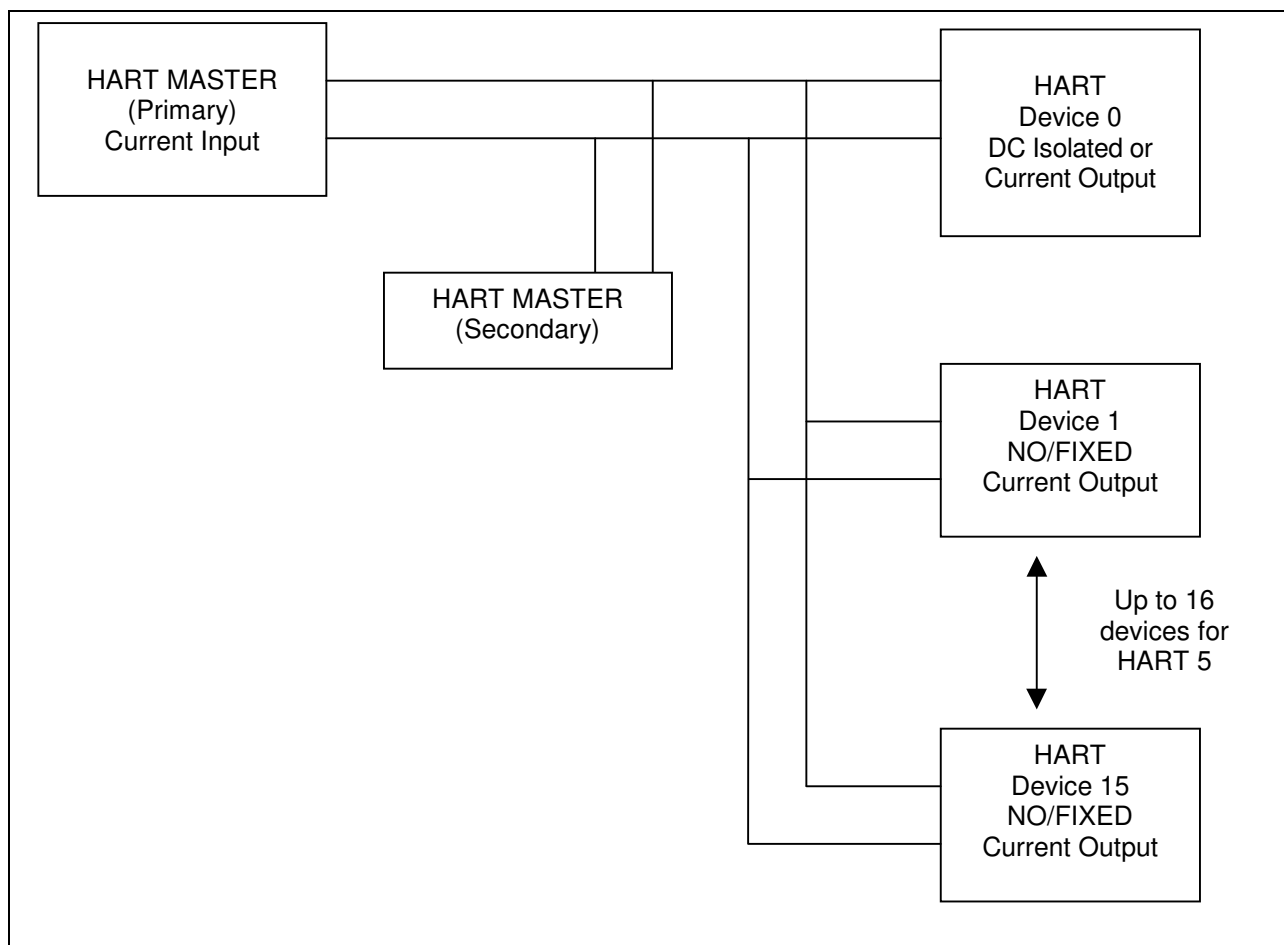 HART MASTER
(Primary)
Current Input
HART
Device 0
DC Isolated or
Current Output
HART MASTER
(Secondary)
HART
Device 1
NO/FIXED
Current Output
Up to 16
devices for
HART 5
HART
Device 15
NO/FIXED
Current Output